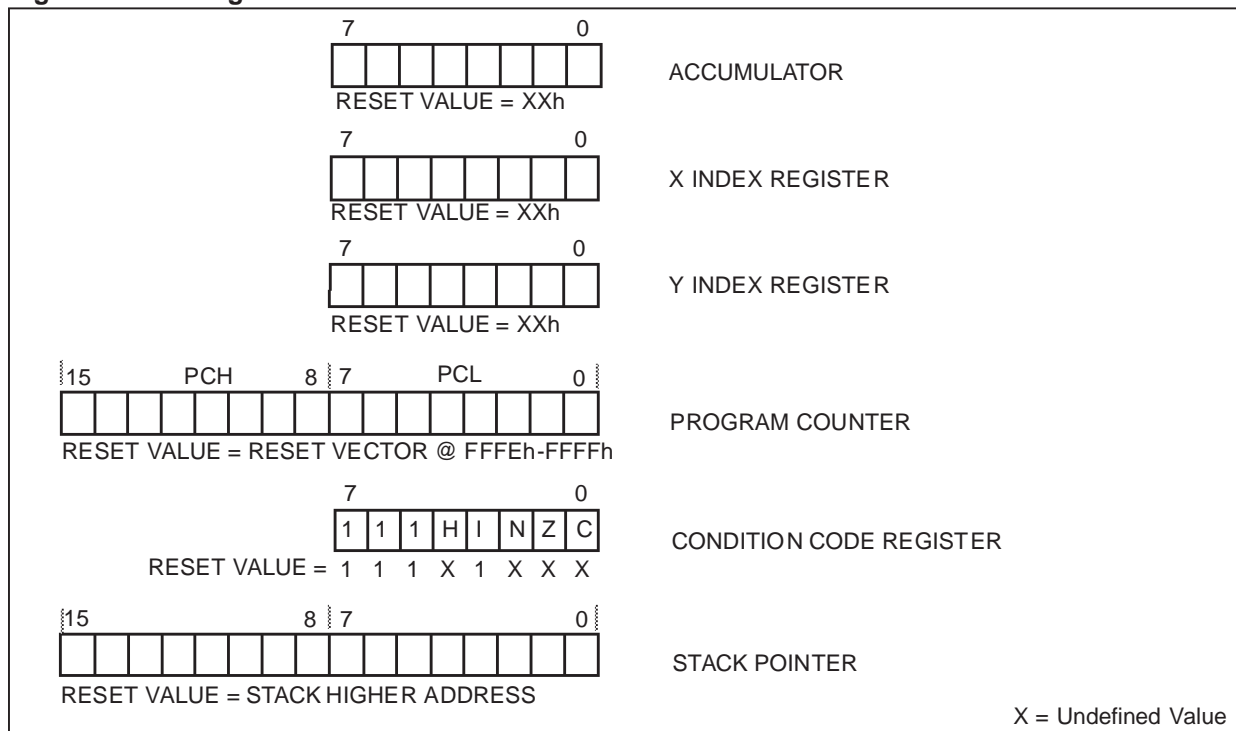 7 0
ACCUMULATOR
RESET VALUE = XXh
7 0
X INDEX REGISTER
RESET VALUE = XXh
7 0
Y INDEX REGISTER
RESET VALUE = XXh
15 PCH 8 7 PCL 0
PROGRAM COUNTER
RESET VALUE = RESET VECTOR @ FFFEh-FFFFh
7 0
1 1 1 H I N Z C
CONDITION CODE REGISTER
RESET VALUE = 1 1 1 X 1 X X X
15 8 7 0
STACK POINTER
RESET VALUE = STACK HIGHER ADDRESS
X = Undefined Value